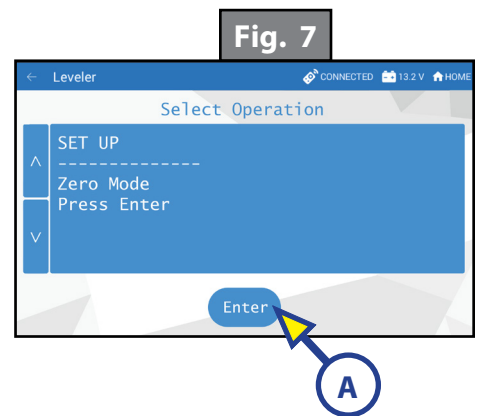 Fig. 7
← Leveler CONNECTED 13.2 V HOME
Select Operation
SET UP
--------------
Zero Mode
Press Enter
Enter
A